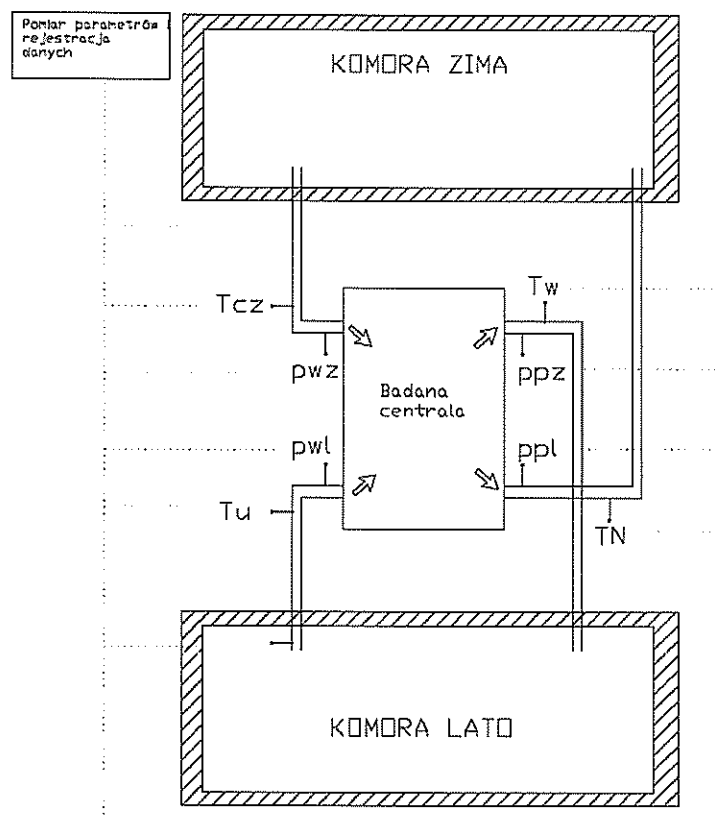 Pomiar parametrów i
rejestracja
danych
KOMORA ZIMA
Tcz
Tw
pwz
ppz
Badana
centrala
pwl
ppl
Tu
TN
KOMORA LATO